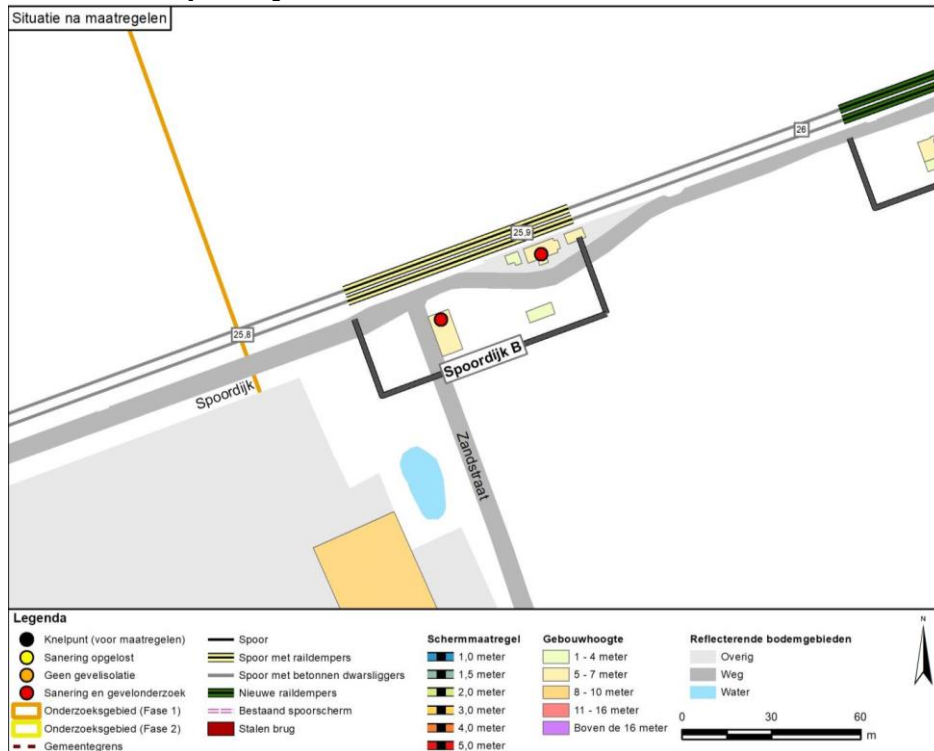 Situatie na maatregelen
26
25,9
25,8
Spoordijk B
Spoordijk
Zandstraat
Legenda
Knelpunt (voor maatregelen)
Sanering opgelost
Geen gevelisolatie
Sanering en gevelonderzoek
Onderzoeksgebied (Fase 1)
Onderzoeksgebied (Fase 2)
Gemeentegrens
Spoor
Spoor met raildempers
Spoor met betonnen dwarsliggers
Nieuwe raildempers
Bestaand spoorscherm
Stalen brug
Schermmaatregel
1,0 meter
1,5 meter
2,0 meter
3,0 meter
4,0 meter
5,0 meter
Gebouwhoogte
1 - 4 meter
5 - 7 meter
8 - 10 meter
11 - 16 meter
Boven de 16 meter
Reflecterende bodemgebieden
Overig
Weg
Water
N
0 30 60
m